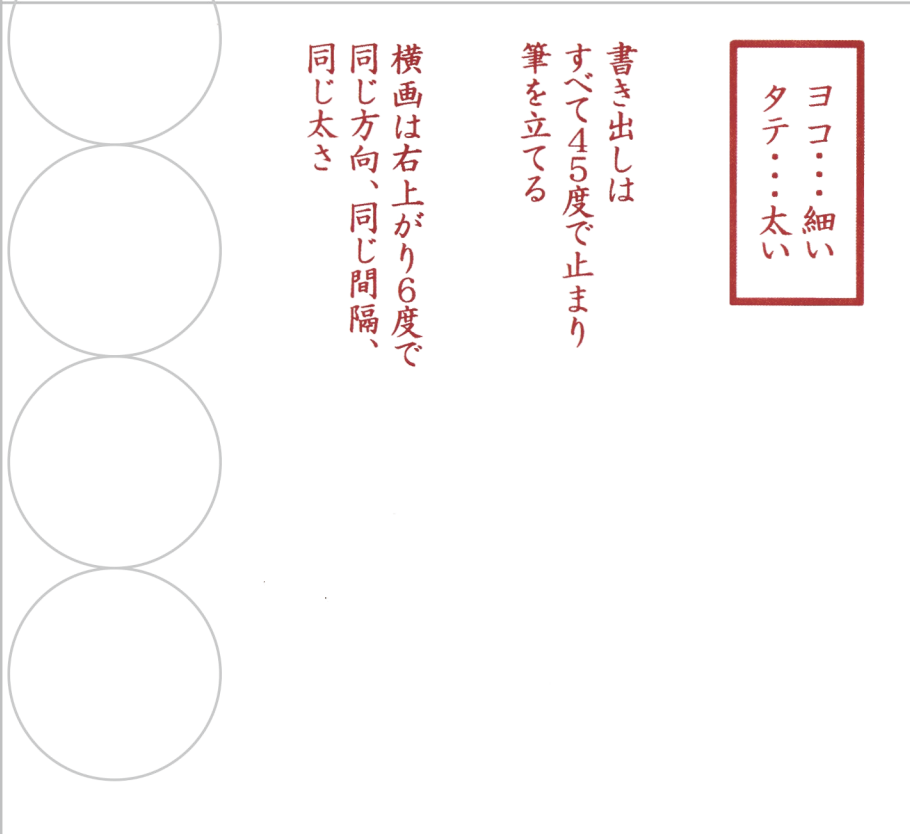 ヨコ・・・細い
タテ・・・太い
書き出しは
すべて45度で止まり
筆を立てる
横画は右上がり6度で
同じ方向、同じ間隔、
同じ太さ